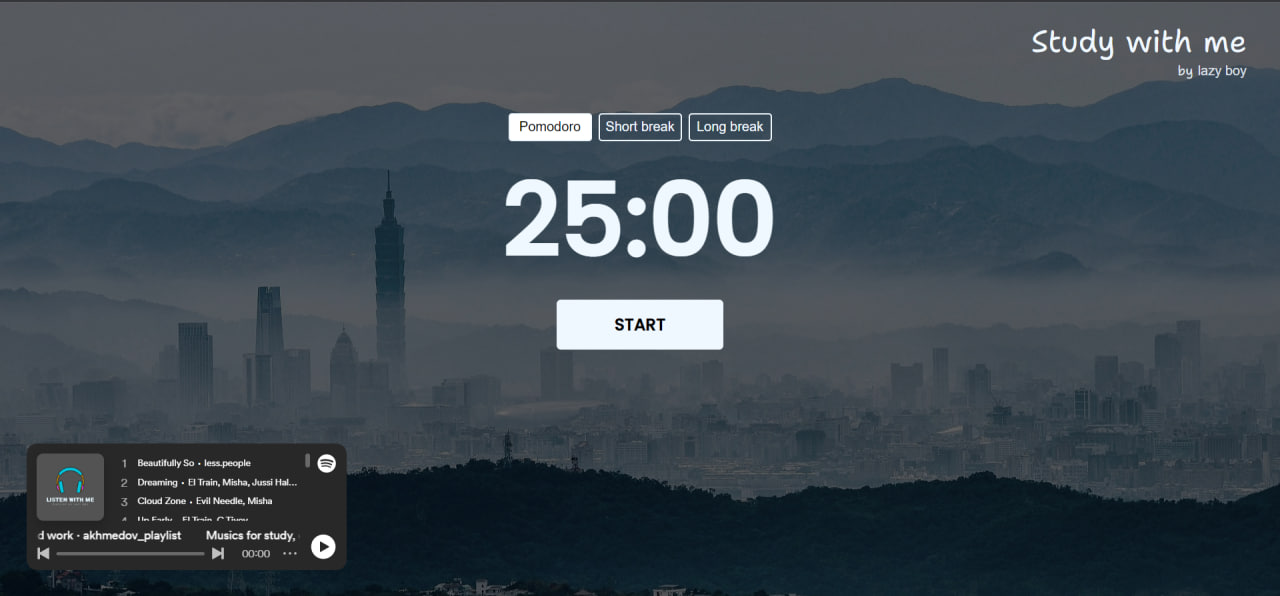 Study with me
by lazy boy
Pomodoro
Short break
Long break
25:00
START
LISTEN WITH ME
1 Beautifully So • less.people
2 Dreaming • El Train, Misha, Jussi Hal...
3 Cloud Zone • Evil Needle, Misha
4 Up Early
d work · akhmedov_playlist Musics for study,
00:00